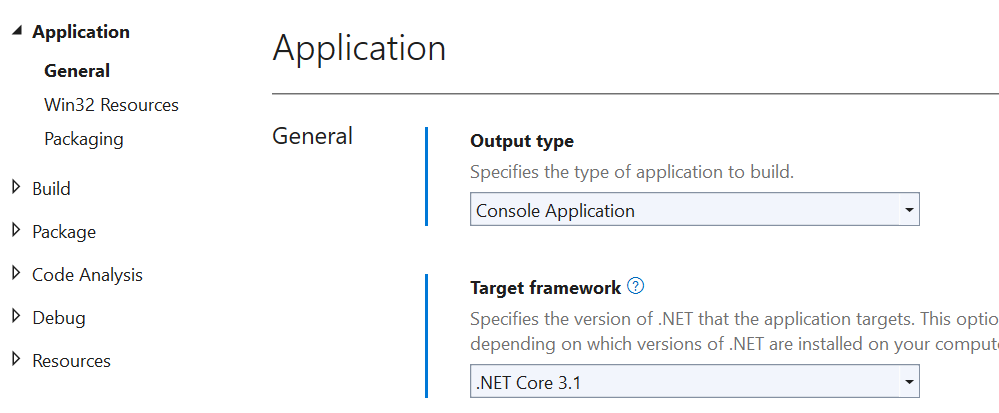 Application
General
Win32 Resources
Packaging
Build
Package
Code Analysis
Debug
Resources
Application
General
Output type
Specifies the type of application to build.
Console Application
Target framework ?
Specifies the version of .NET that the application targets. This optio
depending on which versions of .NET are installed on your compute
.NET Core 3.1